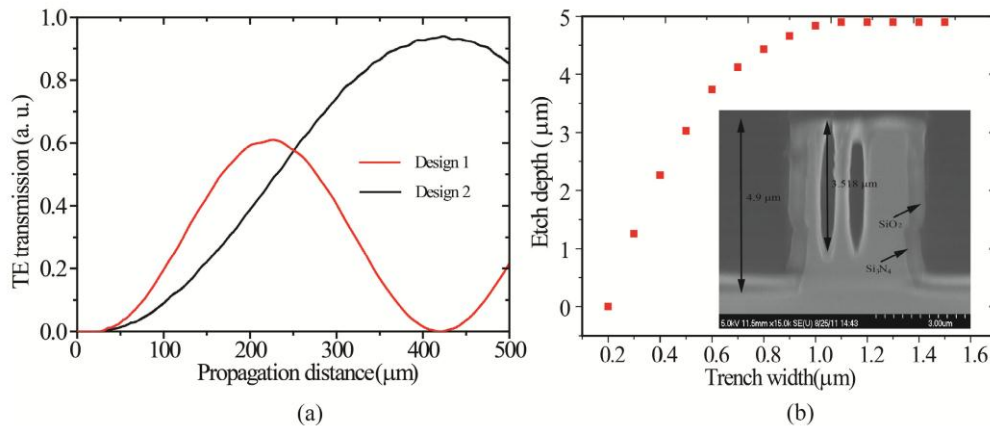 TE transmission (a. u.)
1.0
0.8
0.6
0.4
0.2
0.0
Design 1
Design 2
0 100 200 300 400 500
Propagation distance(μm)
(a)
Etch depth( μm)
5
4
3
2
1
0
4.9 μm
3.518 μm
SiO₂
Si₃N₄
5.0kV 11.5mm x15.0k SE(U) 8/25/11 14:43 3.00um
0.2 0.4 0.6 0.8 1.0 1.2 1.4 1.6
Trench width(μm)
(b)